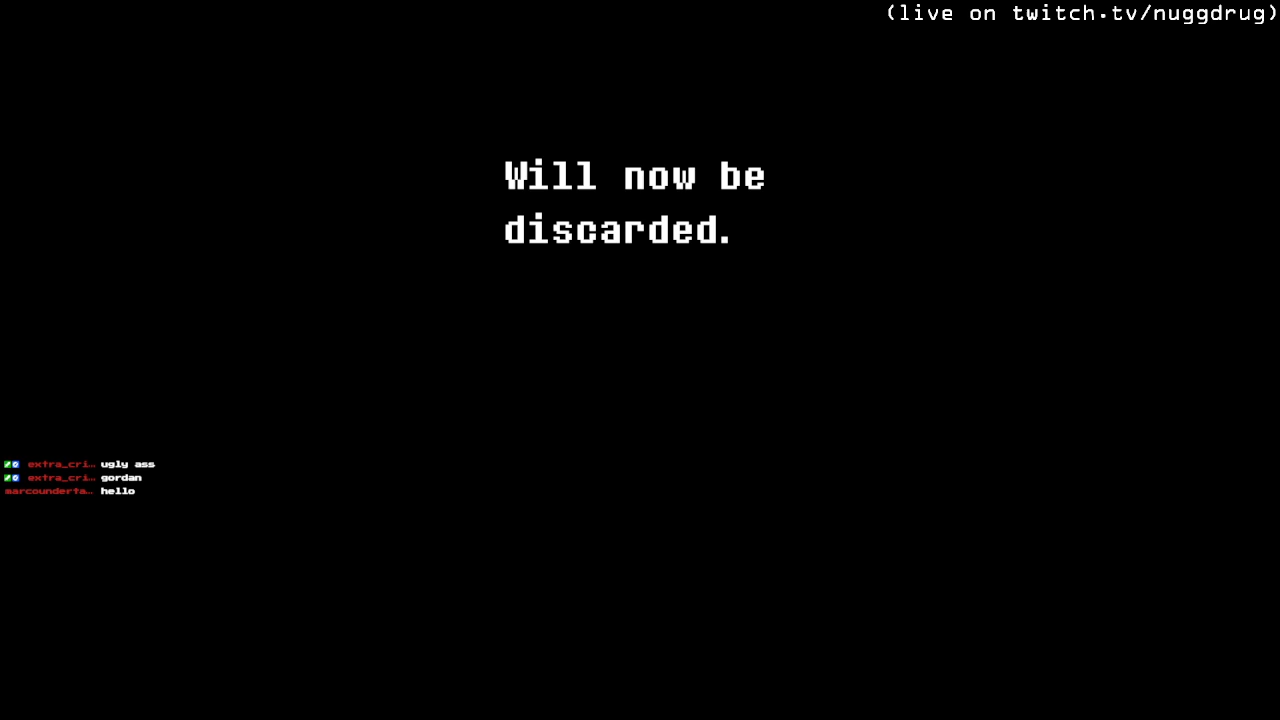 (live on twitch.tv/nuggdrug)
Will now be
discarded.
extra_cri… ugly ass
extra_cri… gordan
marcounderta… hello